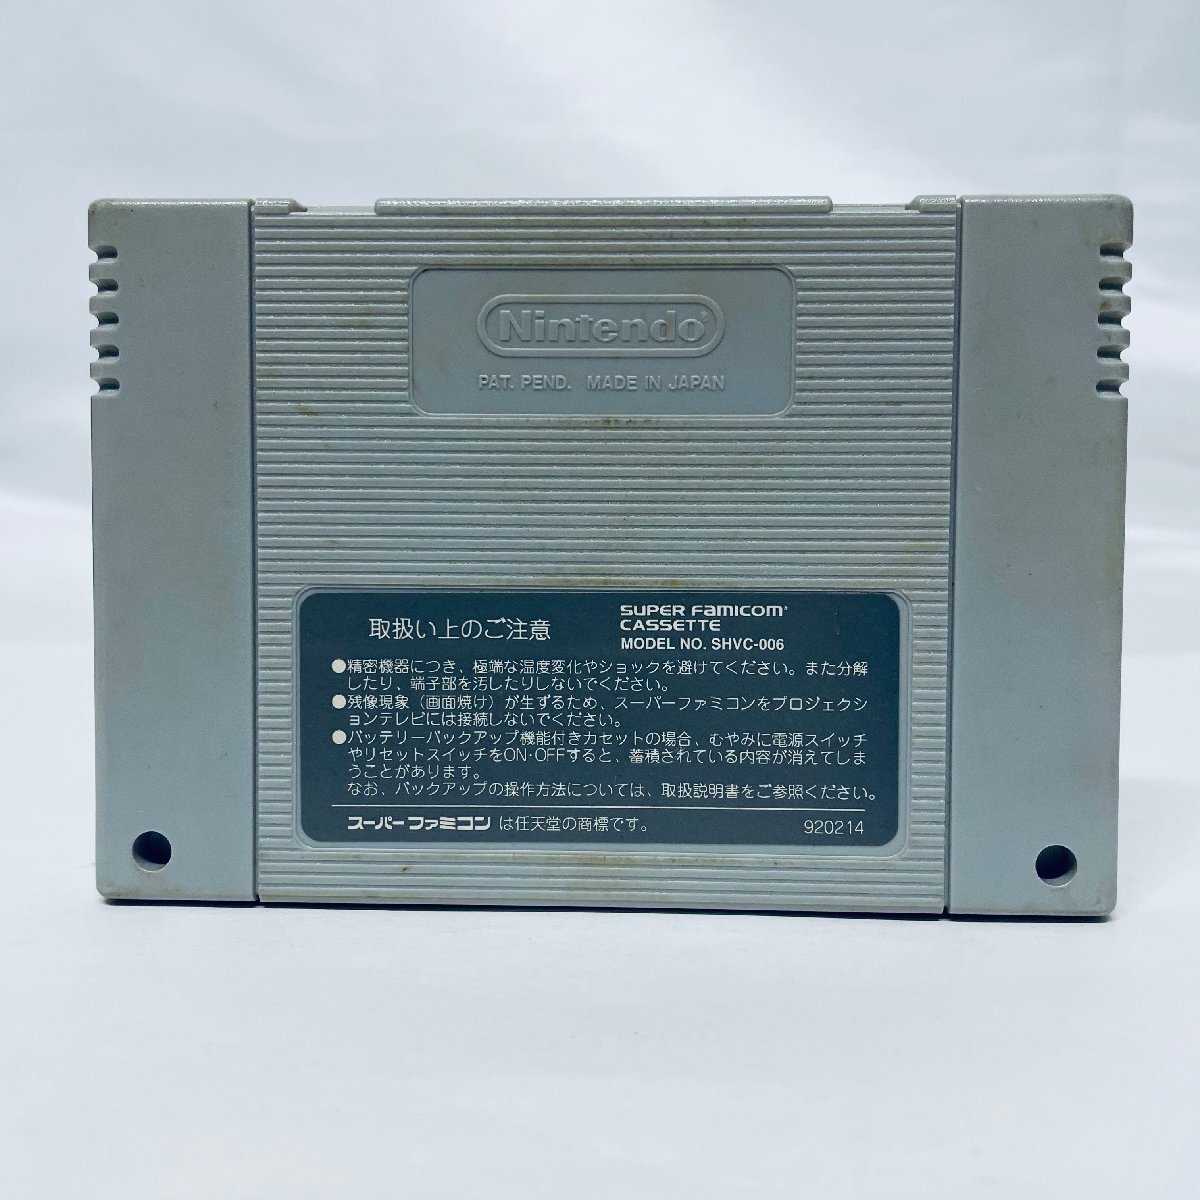 Nintendo®
PAT. PEND. MADE IN JAPAN
取扱い上のご注意
SUPER FAMICOM
CASSETTE
MODEL NO. SHVC-006
●精密機器につき、極端な温度変化やショックを避けてください。また分解
したり、端子部を汚したりしないでください。
●残像現象（画面焼け）が生ずるため、スーパーファミコンをプロジェクシ
ョンテレビには接続しないでください。
●バッテリーバックアップ機能付きカセットの場合、むやみに電源スイッチ
やリセットスイッチをON・OFFすると、蓄積されている内容が消えてしま
うことがあります。
なお、バックアップの操作方法については、取扱説明書をご参照ください。
スーパーファミコンは任天堂の商標です。
920214